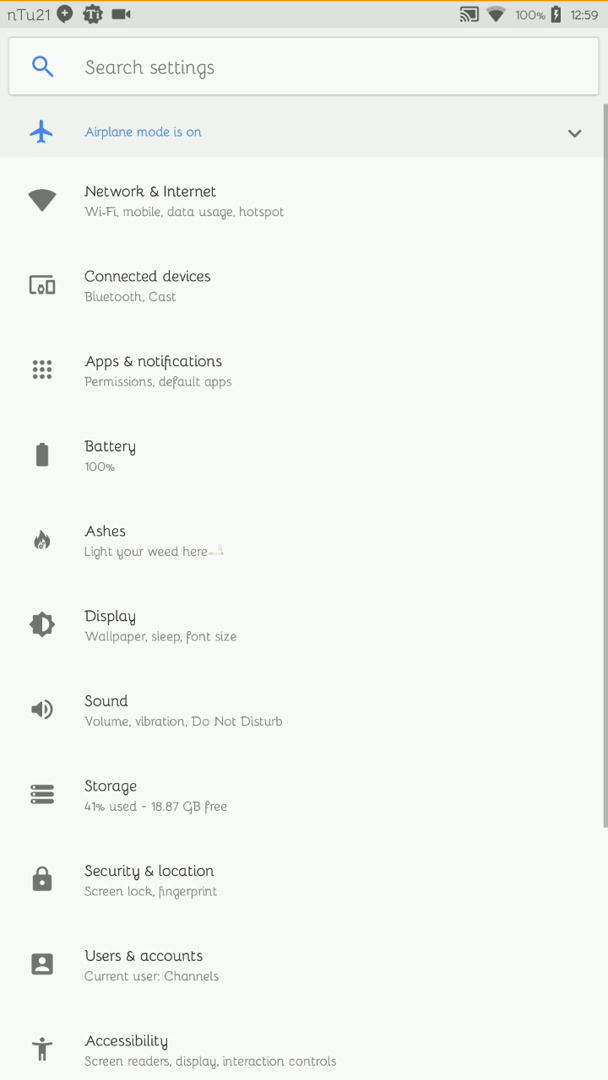 nTu21 Ti 100% 12:59
Search settings
Airplane mode is on
Network & Internet
Wi-Fi, mobile, data usage, hotspot
Connected devices
Bluetooth, Cast
Apps & notifications
Permissions, default apps
Battery
100%
Ashes
Light your weed here🚬
Display
Wallpaper, sleep, font size
Sound
Volume, vibration, Do Not Disturb
Storage
41% used - 18.87 GB free
Security & location
Screen lock, fingerprint
Users & accounts
Current user: Channels
Accessibility
Screen readers, display, interaction controls